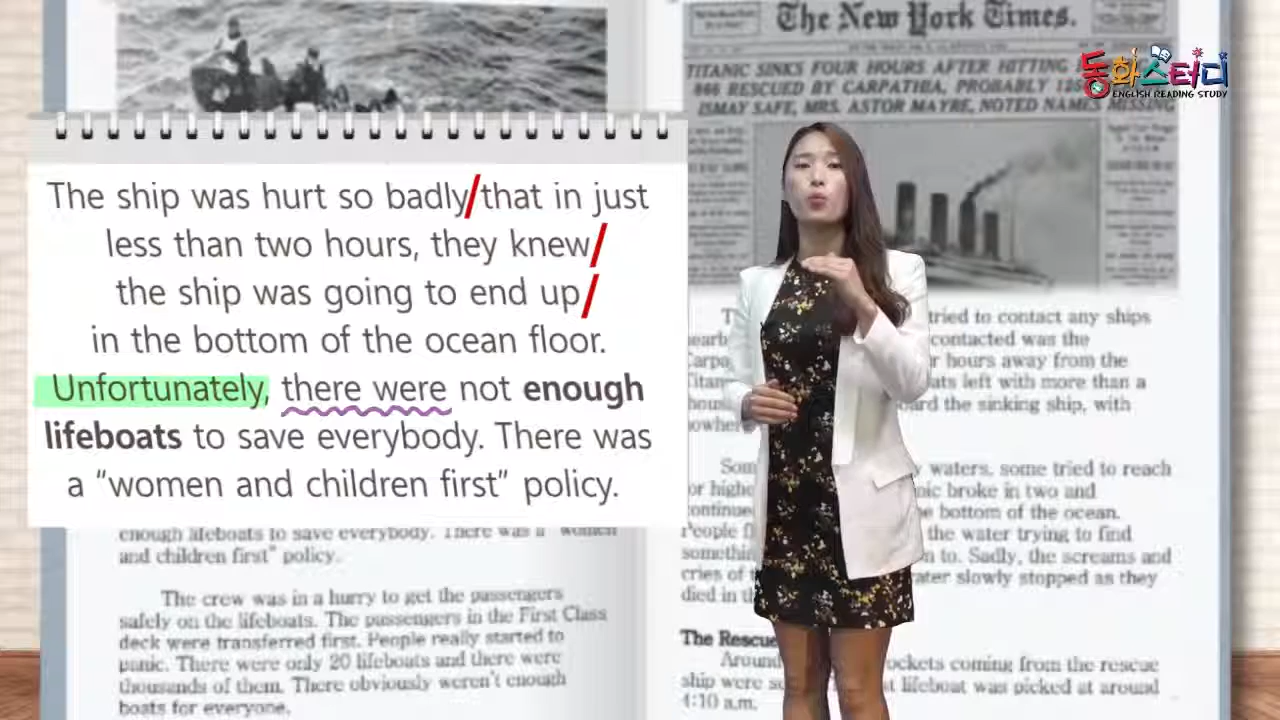 The New York Times.
TITANIC SINKS FOUR HOURS AFTER HITTING
866 RESCUED BY CARPATHIA, PROBABLY
ISMAY SAFE, MRS. ASTOR MAYBE, NOTED
동화스타디
ENGLISH READING STUDY
The ship was hurt so badly/that in just
less than two hours, they knew/
the ship was going to end up/
in the bottom of the ocean floor.
Unfortunately, there were not enough
lifeboats to save everybody. There was
a “women and children first” policy.
enough lifeboats to save everybody. There was a "women
and children first" policy.
The crew was in a hurry to get the passengers
safely on the lifeboats. The passengers in the First Class
deck were transferred first. People really started to
panic. There were only 20 lifeboats and there were
thousands of them. There obviously weren't enough
boats for everyone.
tried to contact any ships
contacted was the
hours away from the
left with more than a
the sinking ship, with
waters, some tried to reach
broke in two and
bottom of the ocean.
the water trying to find
to. Sadly, the screams and
cries of slowly stopped as they
died in
The Rescue
Around rockets coming from the rescue
ship were lifeboat was picked at around
4:10 a.m.